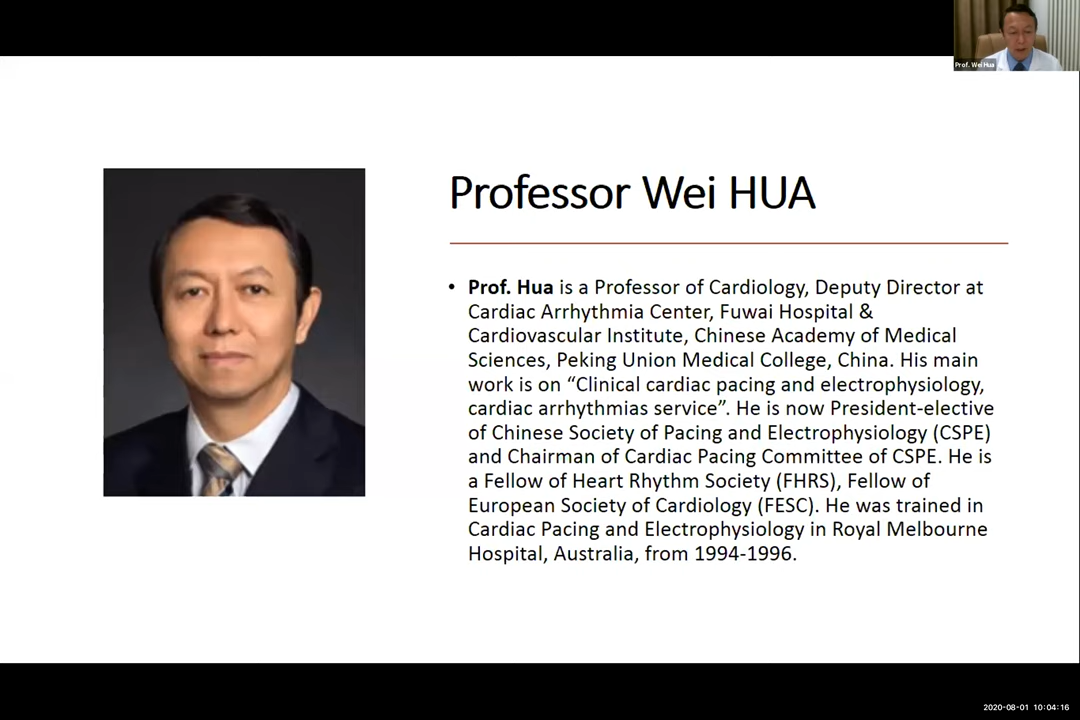 Prof. Wei Hua
Professor Wei HUA
• Prof. Hua is a Professor of Cardiology, Deputy Director at
Cardiac Arrhythmia Center, Fuwai Hospital &
Cardiovascular Institute, Chinese Academy of Medical
Sciences, Peking Union Medical College, China. His main
work is on “Clinical cardiac pacing and electrophysiology,
cardiac arrhythmias service”. He is now President-elective
of Chinese Society of Pacing and Electrophysiology (CSPE)
and Chairman of Cardiac Pacing Committee of CSPE. He is
a Fellow of Heart Rhythm Society (FHRS), Fellow of
European Society of Cardiology (FESC). He was trained in
Cardiac Pacing and Electrophysiology in Royal Melbourne
Hospital, Australia, from 1994-1996.
2020-08-01 10:04:16